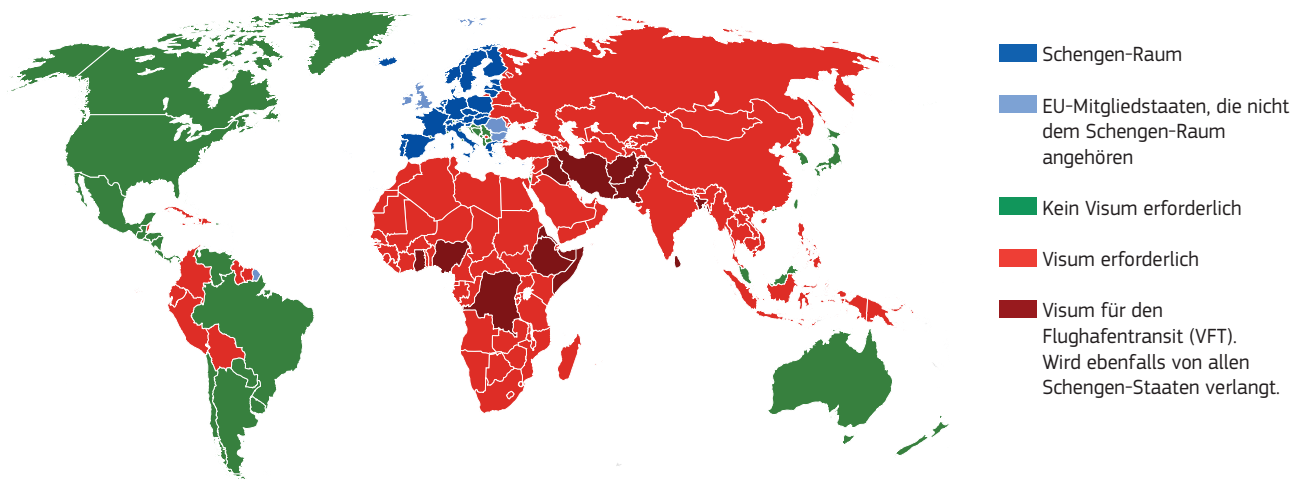 Schengen-Raum
EU-Mitgliedstaaten, die nicht
dem Schengen-Raum
angehören
Kein Visum erforderlich
Visum erforderlich
Visum für den
Flughafentransit (VFT).
Wird ebenfalls von allen
Schengen-Staaten verlangt.